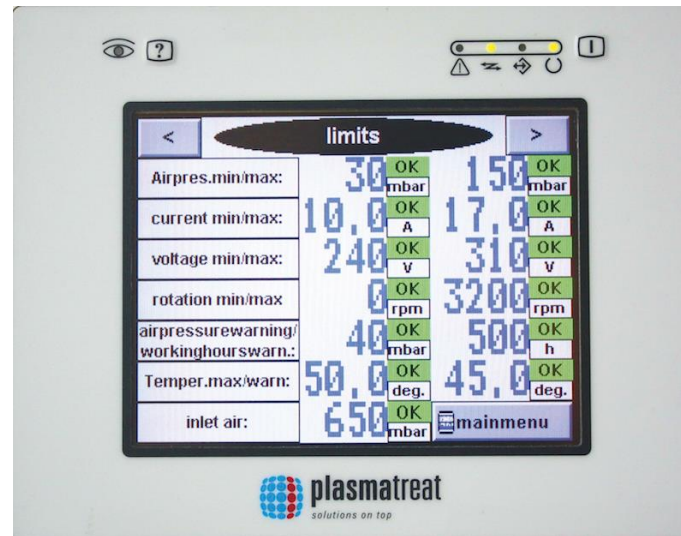 ?
< limits >
Airpres.min/max: 30 OK mbar 150 OK mbar
current min/max: 10,0 OK A 17,0 OK A
voltage min/max: 240 OK V 310 OK V
rotation min/max 0 OK rpm 3200 OK rpm
airpressurewarning/
workinghourswarn.: 40 OK mbar 500 OK h
Temper.max/warn: 50,0 OK deg. 45,0 OK deg.
inlet air: 650 OK mbar mainmenu
plasmatreat
solutions on top